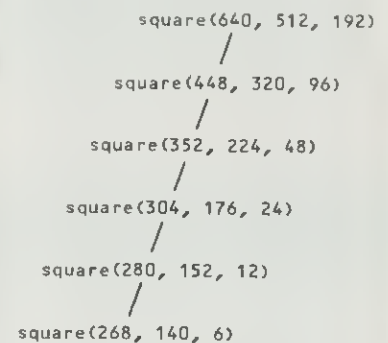 square(640, 512, 192)
square(448, 320, 96)
square(352, 224, 48)
square(304, 176, 24)
square(280, 152, 12)
square(268, 140, 6)